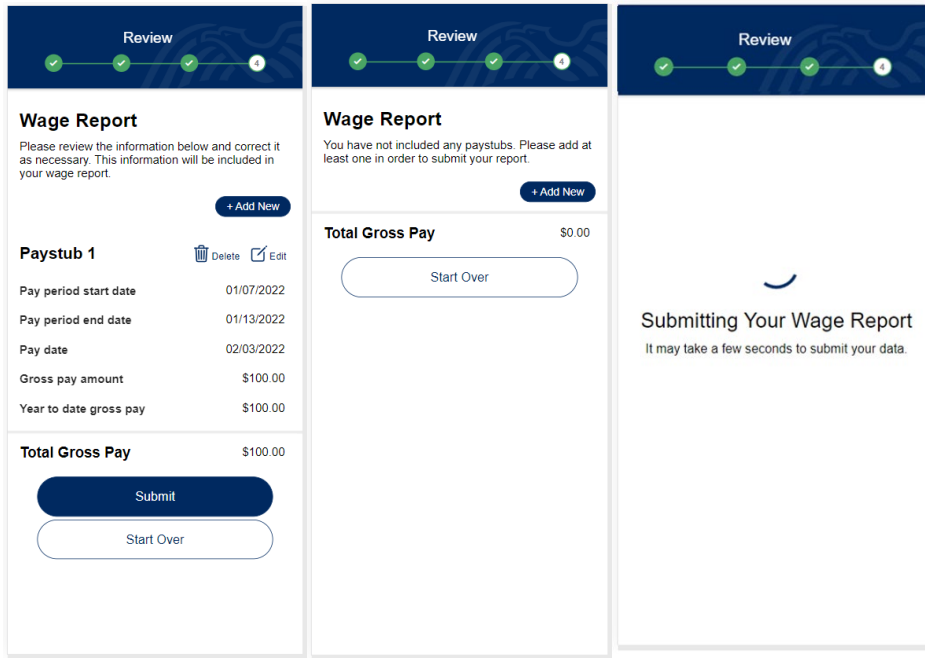 Review
4
Wage Report
Please review the information below and correct it
as necessary. This information will be included in
your wage report.
+ Add New
Paystub 1 Delete Edit
Pay period start date 01/07/2022
Pay period end date 01/13/2022
Pay date 02/03/2022
Gross pay amount $100.00
Year to date gross pay $100.00
Total Gross Pay $100.00
Submit
Start Over
Review
4
Wage Report
You have not included any paystubs. Please add at
least one in order to submit your report.
+ Add New
Total Gross Pay $0.00
Start Over
Review
4
Submitting Your Wage Report
It may take a few seconds to submit your data.